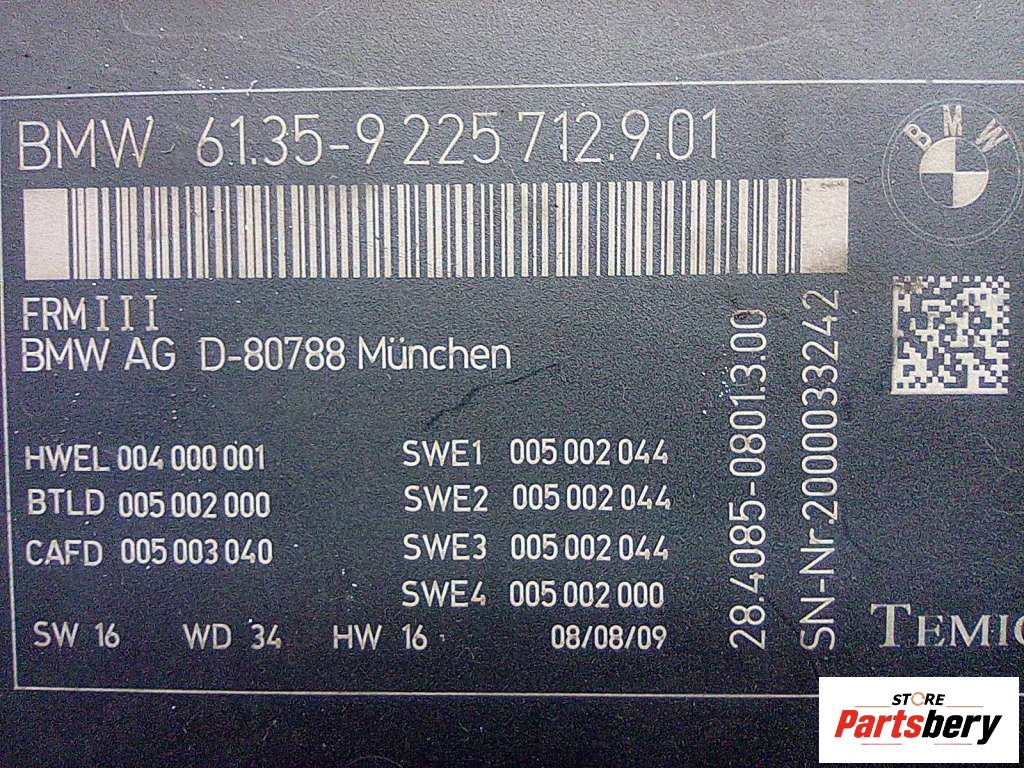 BMW 61.35-9 225 712.9.01
BMW
FRM III
BMW AG D-80788 München
HWEL 004 000 001
BTLD 005 002 000
CAFD 005 003 040
SWE1 005 002 044
SWE2 005 002 044
SWE3 005 002 044
SWE4 005 002 000
SW 16 WD 34 HW 16 08/08/09
28.4085-0801.3.00
SN-Nr.2000033242
TEMIC
STORE
Partsbery